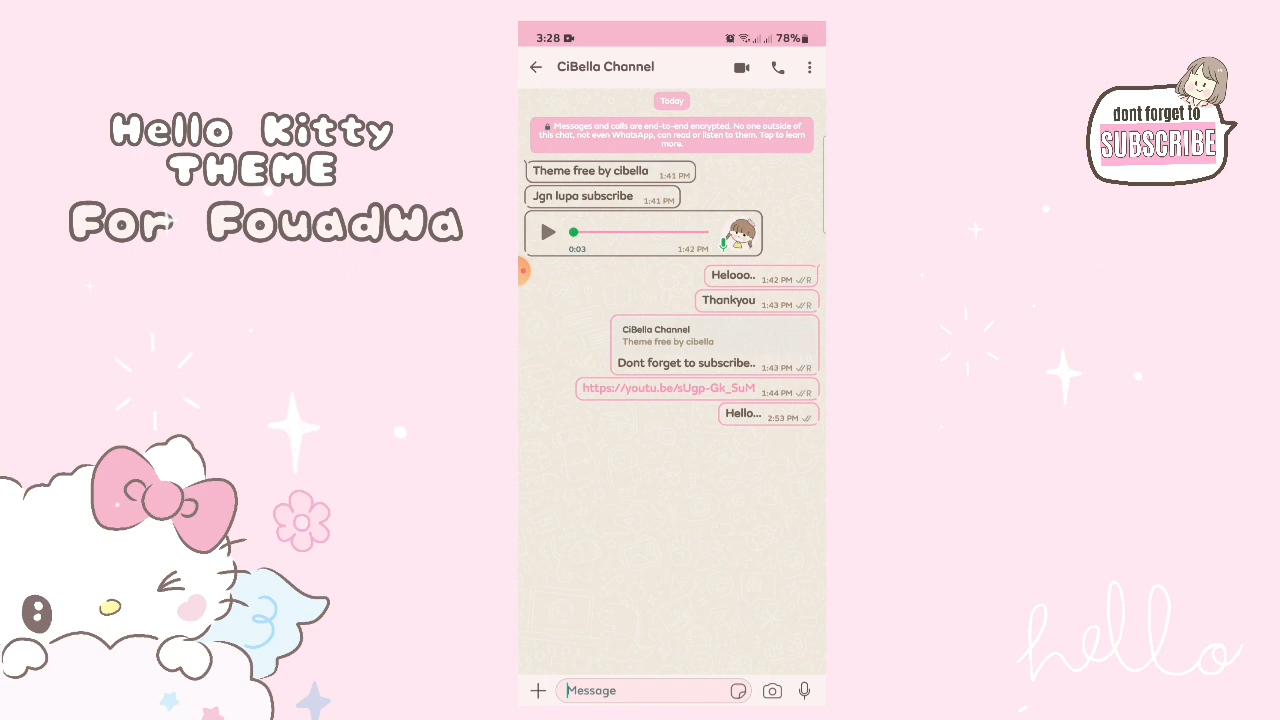 Hello Kitty
THEME
For FouadWa
3:28
78%
CiBella Channel
Today
Messages and calls are end-to-end encrypted. No one outside of
this chat, not even WhatsApp, can read or listen to them. Tap to learn
more.
Theme free by cibella 1:41 PM
Jgn lupa subscribe 1:41 PM
0:03 1:42 PM
Helooo.. 1:42 PM R
Thankyou 1:43 PM R
CiBella Channel
Theme free by cibella
Dont forget to subscribe.. 1:43 PM R
https://youtu.be/sUgp-Gk_SuM 1:44 PM R
Hello... 2:53 PM
Message
dont forget to
SUBSCRIBE
hello